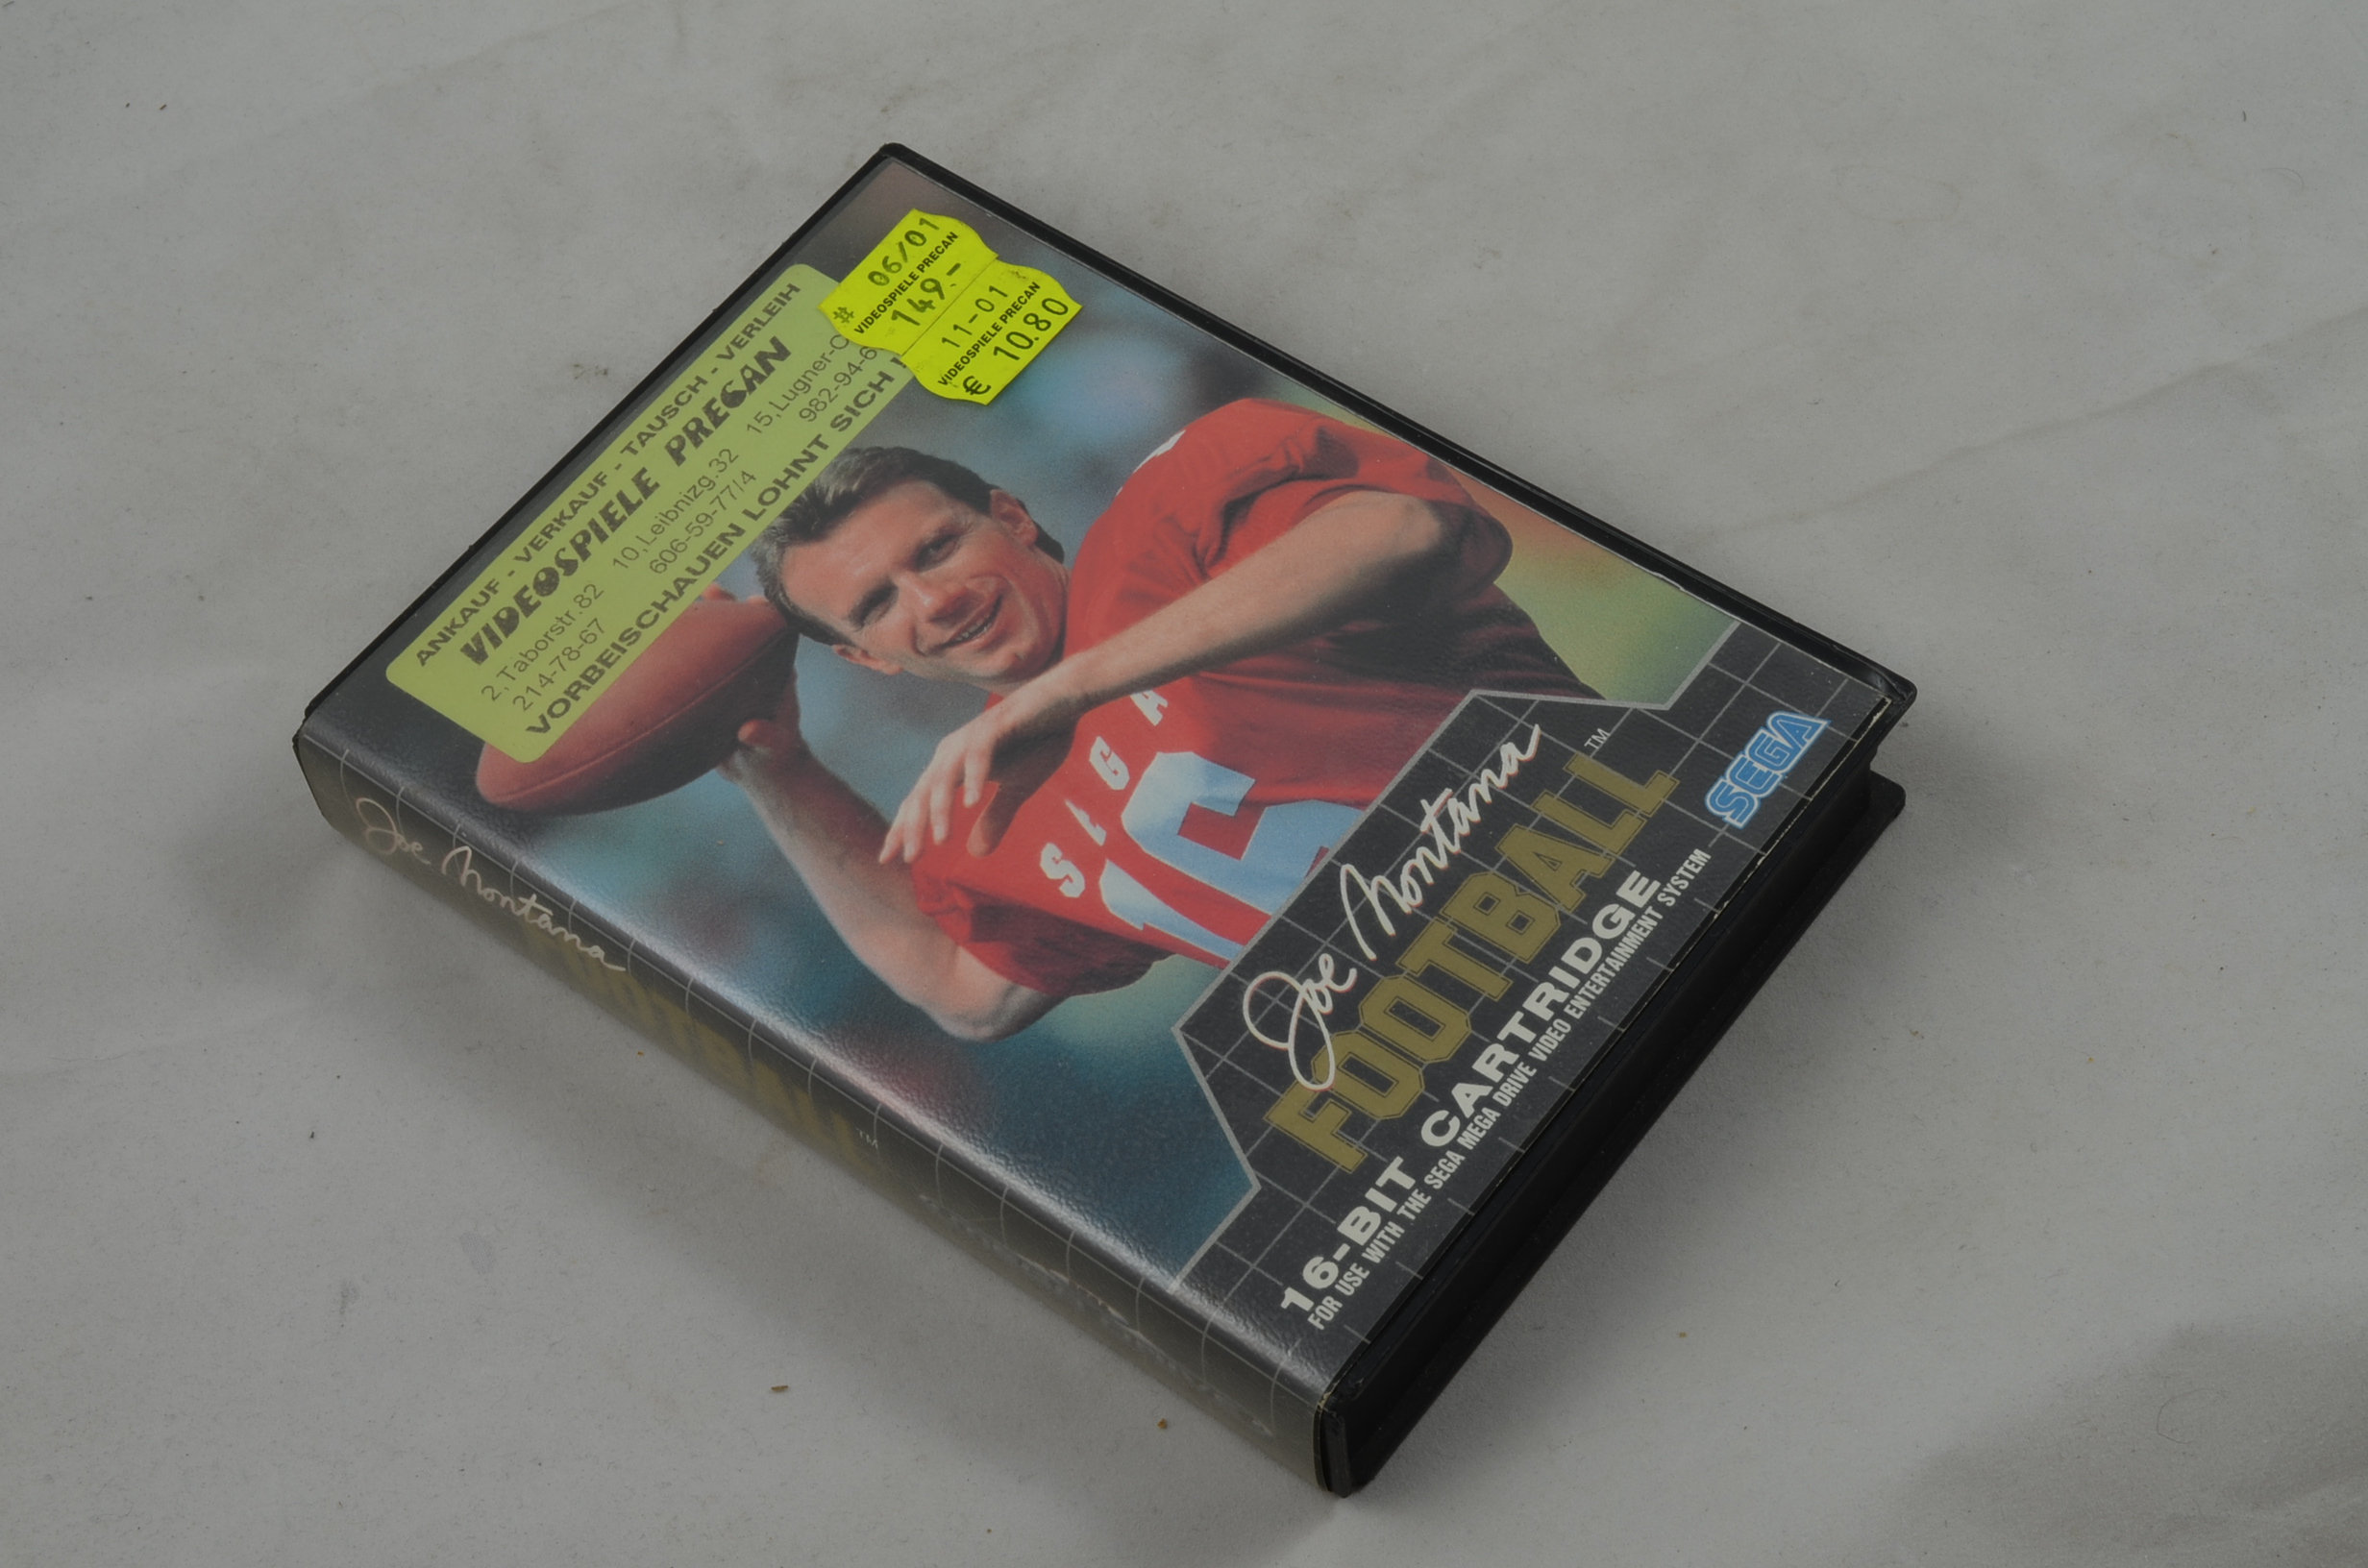 # 06/01
VIDEOSPIELE PRECAN
149.-
11-01
VIDEOSPIELE PRECAN
€ 10.80
ANKAUF - VERKAUF - TAUSCH - VERLEIH
VIDEOSPIELE PRECAN
2,Taborstr.82 10,Leibnizg.32 15,Lugner-C
214-78-67 606-59-77/4 982-94-6
VORBEISCHAUEN LOHNT SICH
SEGA
16
Joe Montana
FOOTBALL™
SEGA
16-BIT CARTRIDGE
FOR USE WITH THE SEGA MEGA DRIVE VIDEO ENTERTAINMENT SYSTEM
Joe Montana
FOOTBALL™